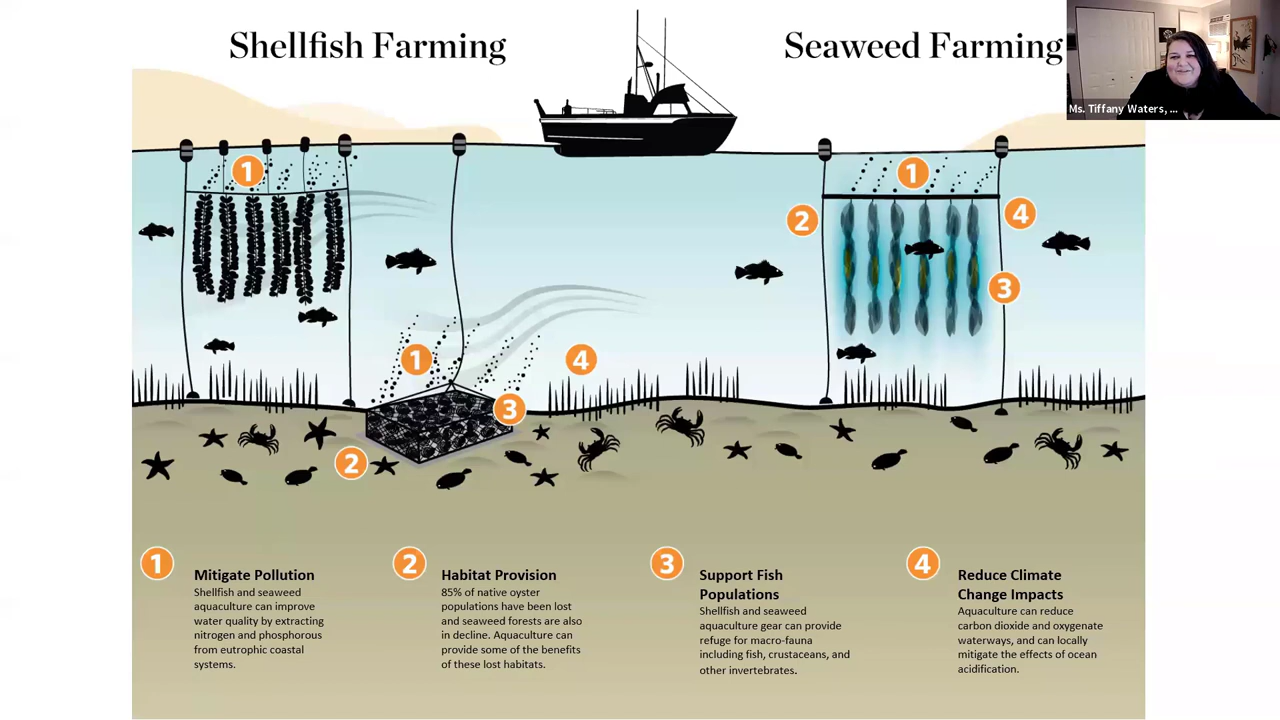 Shellfish Farming
Seaweed Farming
Ms. Tiffany Waters, ...
1
1
2
4
3
1
4
3
2
1
Mitigate Pollution
Shellfish and seaweed
aquaculture can improve
water quality by extracting
nitrogen and phosphorous
from eutrophic coastal
systems.
2
Habitat Provision
85% of native oyster
populations have been lost
and seaweed forests are also
in decline. Aquaculture can
provide some of the benefits
of these lost habitats.
3
Support Fish
Populations
Shellfish and seaweed
aquaculture gear can provide
refuge for macro-fauna
including fish, crustaceans, and
other invertebrates.
4
Reduce Climate
Change Impacts
Aquaculture can reduce
carbon dioxide and oxygenate
waterways, and can locally
mitigate the effects of ocean
acidification.